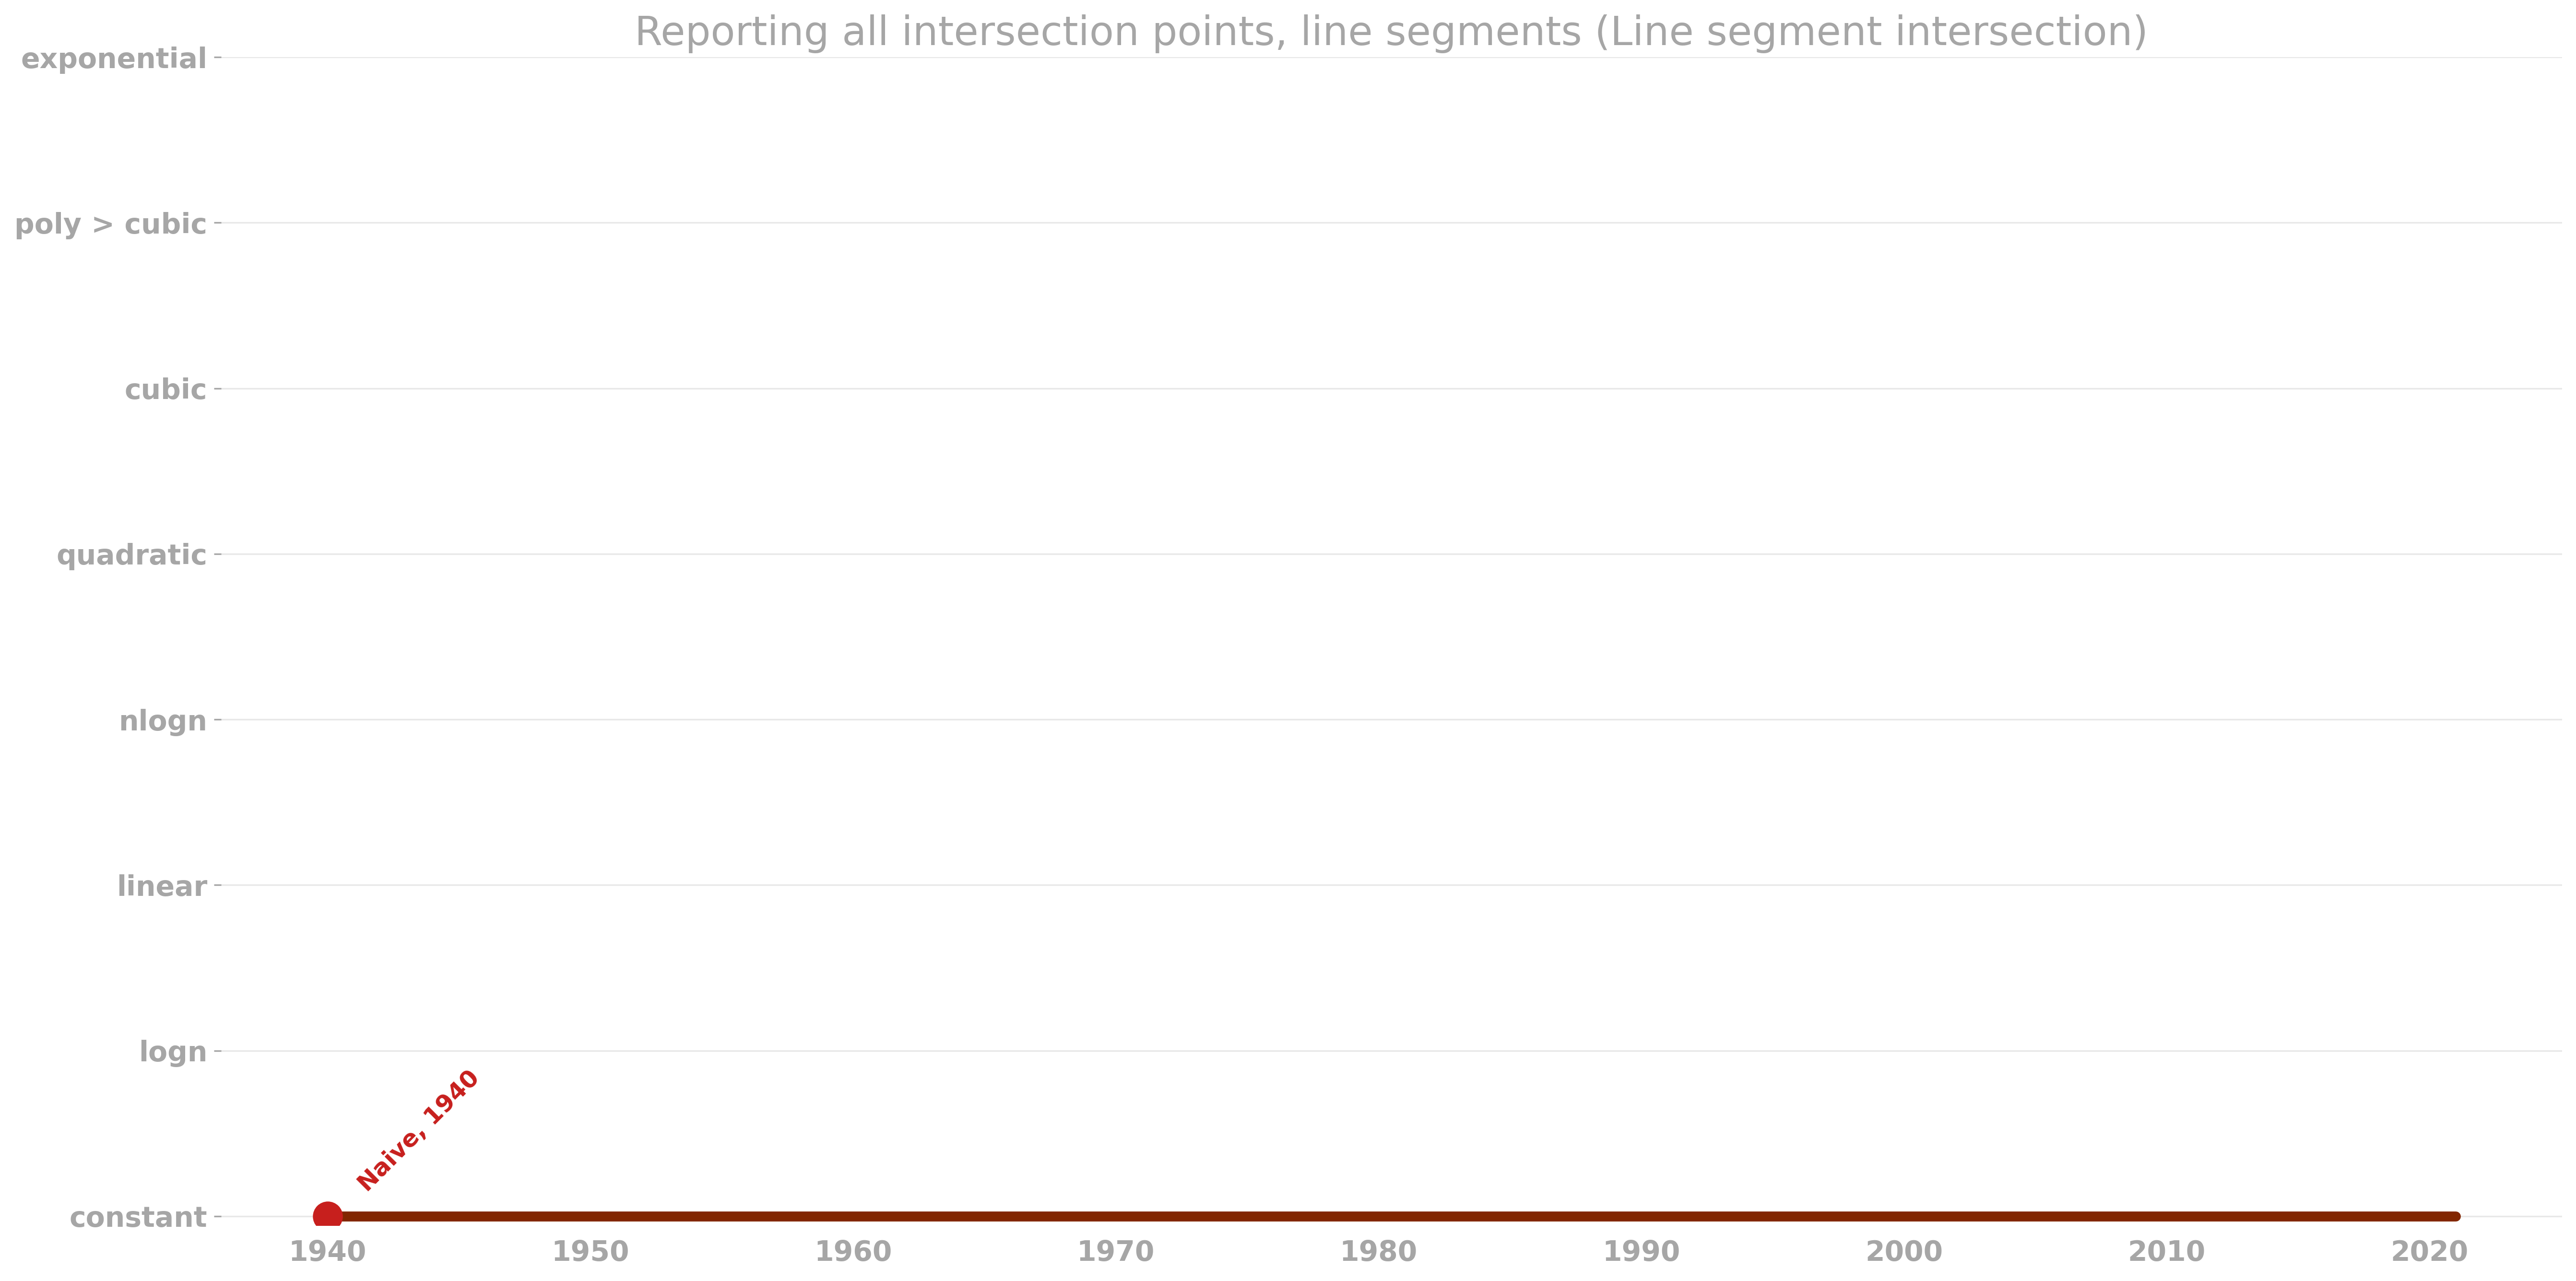 Reporting all intersection points, line segments (Line segment intersection)
exponential
poly > cubic
cubic
quadratic
nlogn
linear
logn
constant
Naive, 1940
1940 1950 1960 1970 1980 1990 2000 2010 2020